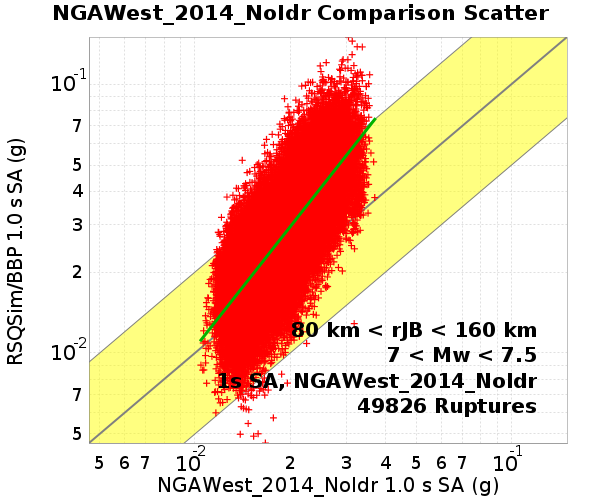 NGAWest_2014_NoIdr Comparison Scatter
RSQSim/BBP 1.0 s SA (g)
10⁻¹
7
5
4
3
2
10⁻²
7
5
80 km < rJB < 160 km
7 < Mw < 7.5
1s SA, NGAWest_2014_NoIdr
49826 Ruptures
5 6 7 10⁻² 2 3 4 5 6 7 10⁻¹
NGAWest_2014_NoIdr 1.0 s SA (g)